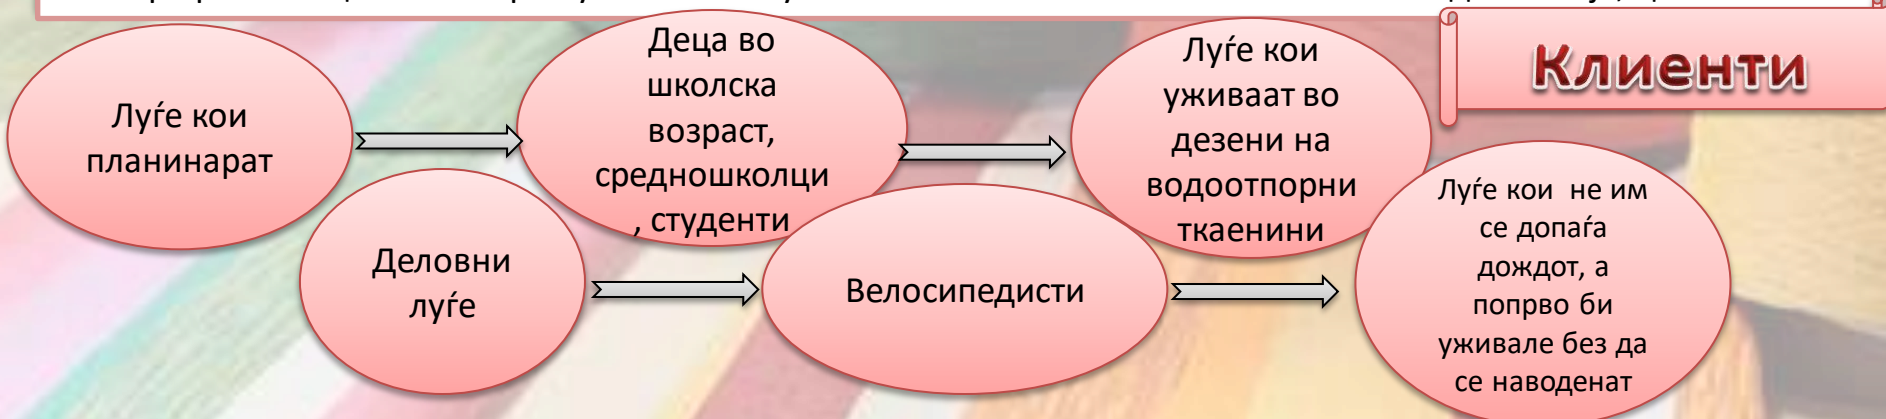 Клиенти
Луѓе кои
планинарат
Деца во
школска
возраст,
средношколци
, студенти
Луѓе кои
уживаат во
дезени на
водоотпорни
ткаенини
Деловни
луѓе
Велосипедисти
Луѓе кои  не им
се допаѓа
дождот, а
попрво би
уживале без да
се наводенат